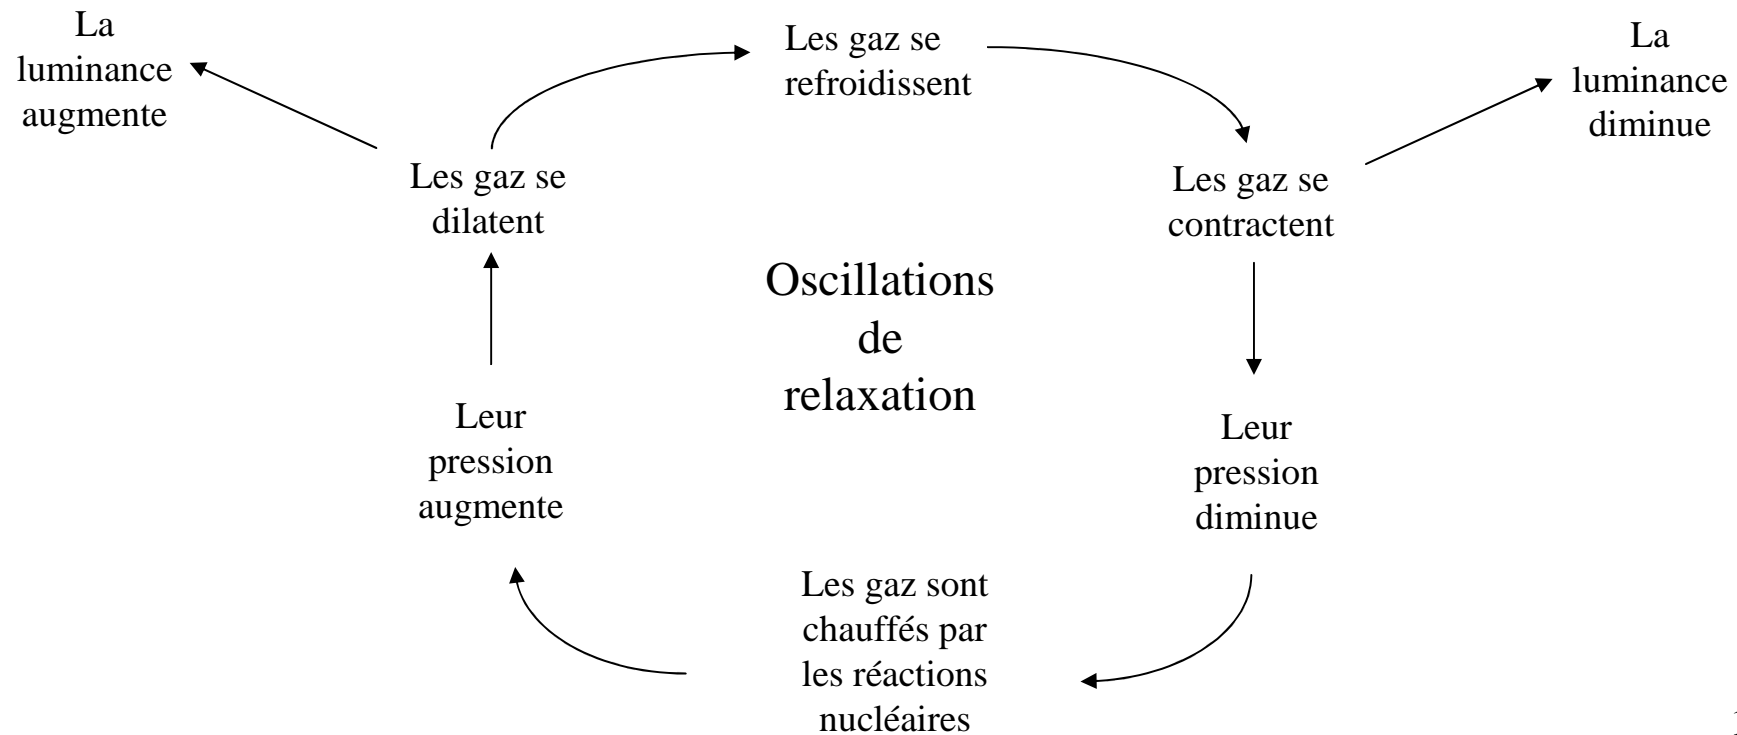 La
luminance
augmente
Les gaz se
refroidissent
La
luminance
diminue
Les gaz se
dilatent
Les gaz se
contractent
Oscillations
de
relaxation
Leur
pression
augmente
Leur
pression
diminue
Les gaz sont
chauffés par
les réactions
nucléaires